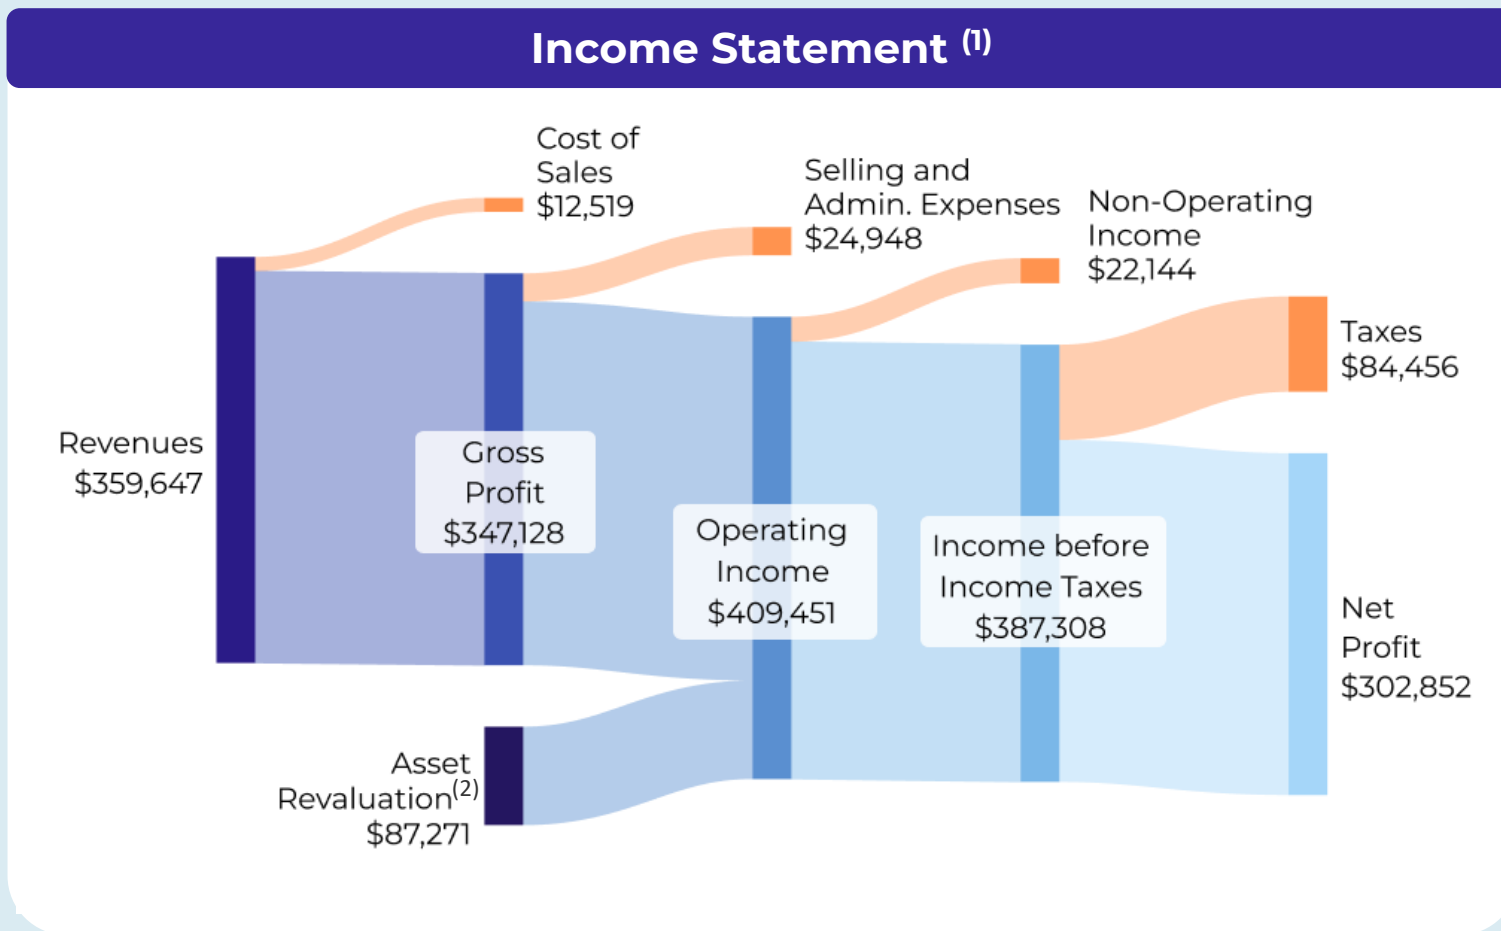 Income Statement (1)
Cost of
Sales
$12,519
Selling and
Admin. Expenses
$24,948
Non-Operating
Income
$22,144
Taxes
$84,456
Revenues
$359,647
Gross
Profit
$347,128
Operating
Income
$409,451
Income before
Income Taxes
$387,308
Net
Profit
$302,852
Asset
Revaluation(2)
$87,271